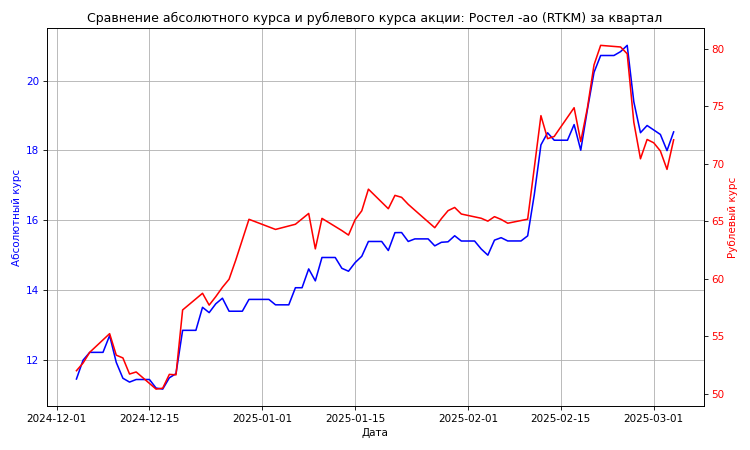 Сравнение абсолютного курса и рублевого курса акции: Ростел -ао (RTKM) за квартал
Абсолютный курс
20
18
16
14
12
80
75
70
65
60
55
50
Рублевый курс
2024-12-01 2024-12-15 2025-01-01 2025-01-15 2025-02-01 2025-02-15 2025-03-01
Дата